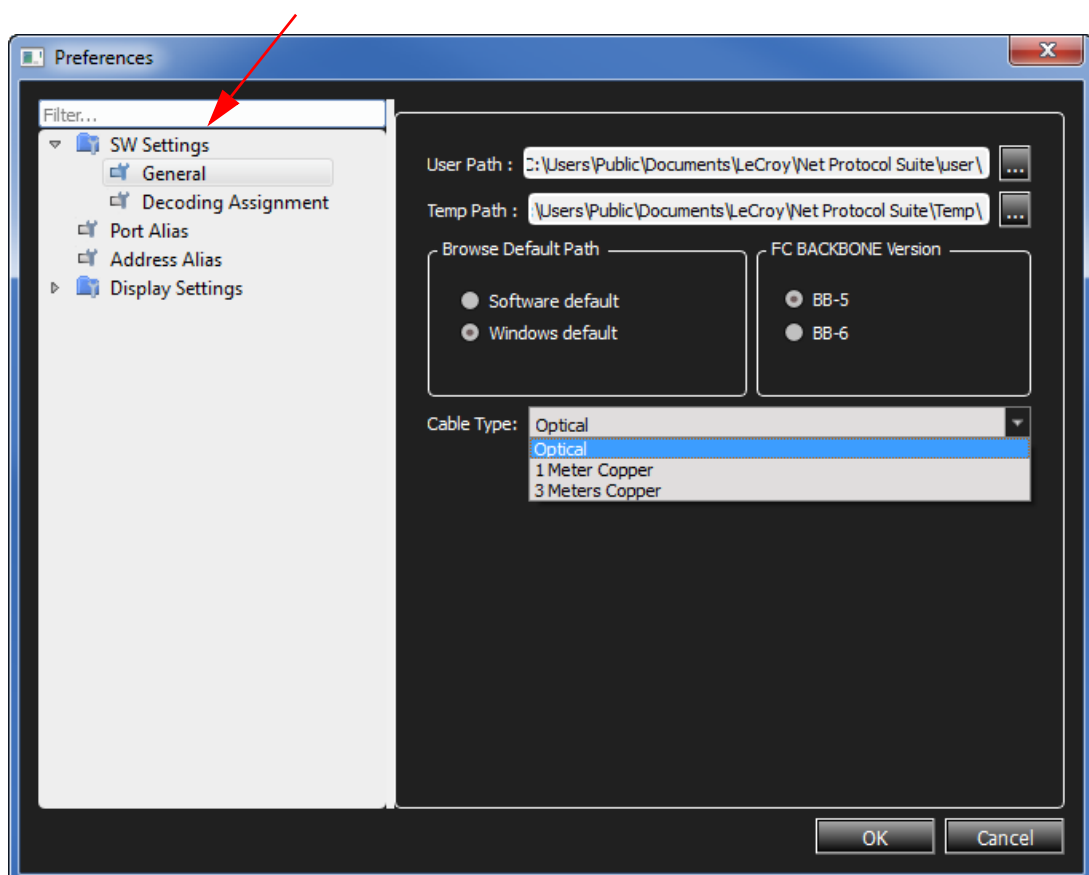 Preferences
Filter...
SW Settings
General
Decoding Assignment
Port Alias
Address Alias
Display Settings
User Path : C:\Users\Public\Documents\LeCroy\Net Protocol Suite\user\ ...
Temp Path : :\Users\Public\Documents\LeCroy\Net Protocol Suite\Temp\ ...
Browse Default Path
Software default
Windows default
FC BACKBONE Version
BB-5
BB-6
Cable Type: Optical
Optical
1 Meter Copper
3 Meters Copper
OK Cancel